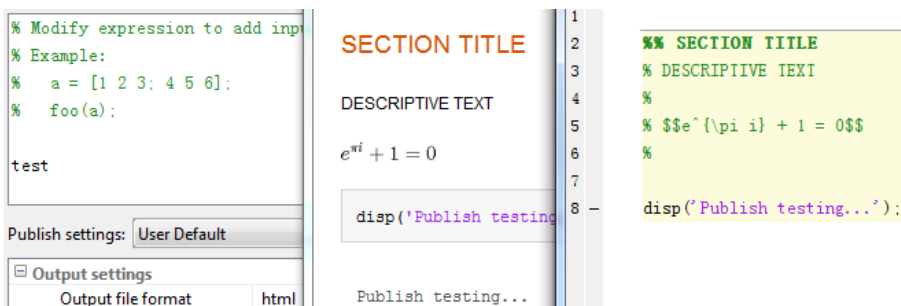 % Modify expression to add
% Example:
%   a = [1 2 3; 4 5 6];
%   foo(a);
test
Publish settings: User Default
Output settings
Output file format html
SECTION TITLE
DESCRIPTIVE TEXT
e^{πi} + 1 = 0
disp('Publish testing
Publish testing...
1
2 %% SECTION TITLE
3 % DESCRIPTIVE TEXT
4 %
5 % $$e^{\pi i} + 1 = 0$$
6 %
7
8 – disp('Publish testing...');